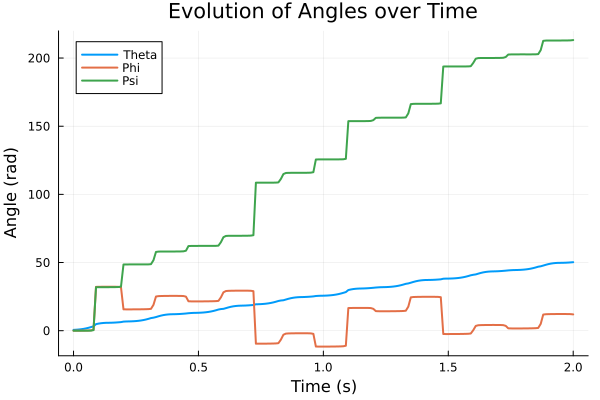 Evolution of Angles over Time
Theta
Phi
Psi
200
150
100
50
0
Angle (rad)
0.0 0.5 1.0 1.5 2.0
Time (s)